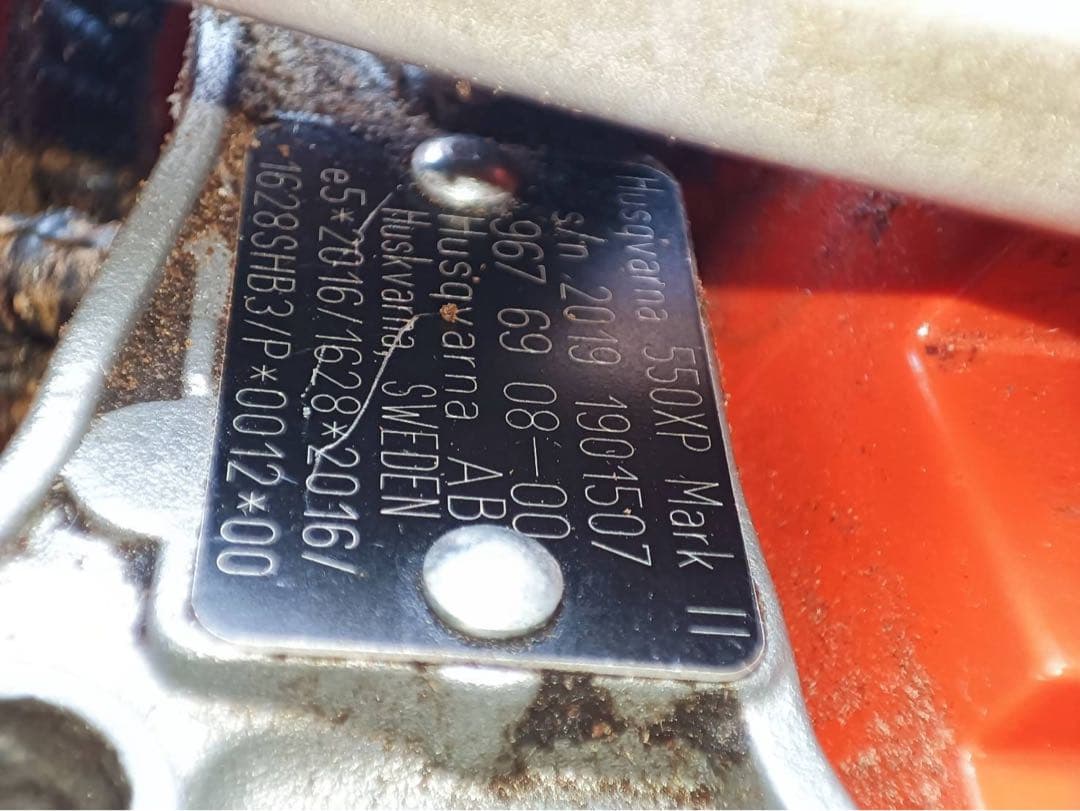 Husqvarna 550XP Mark II
s/n 2019 1901507
967 69 08-00
Husqvarna AB
Huskvarna, SWEDEN
e5*2016/1628*2016/
1628SHB3/P*0012*00